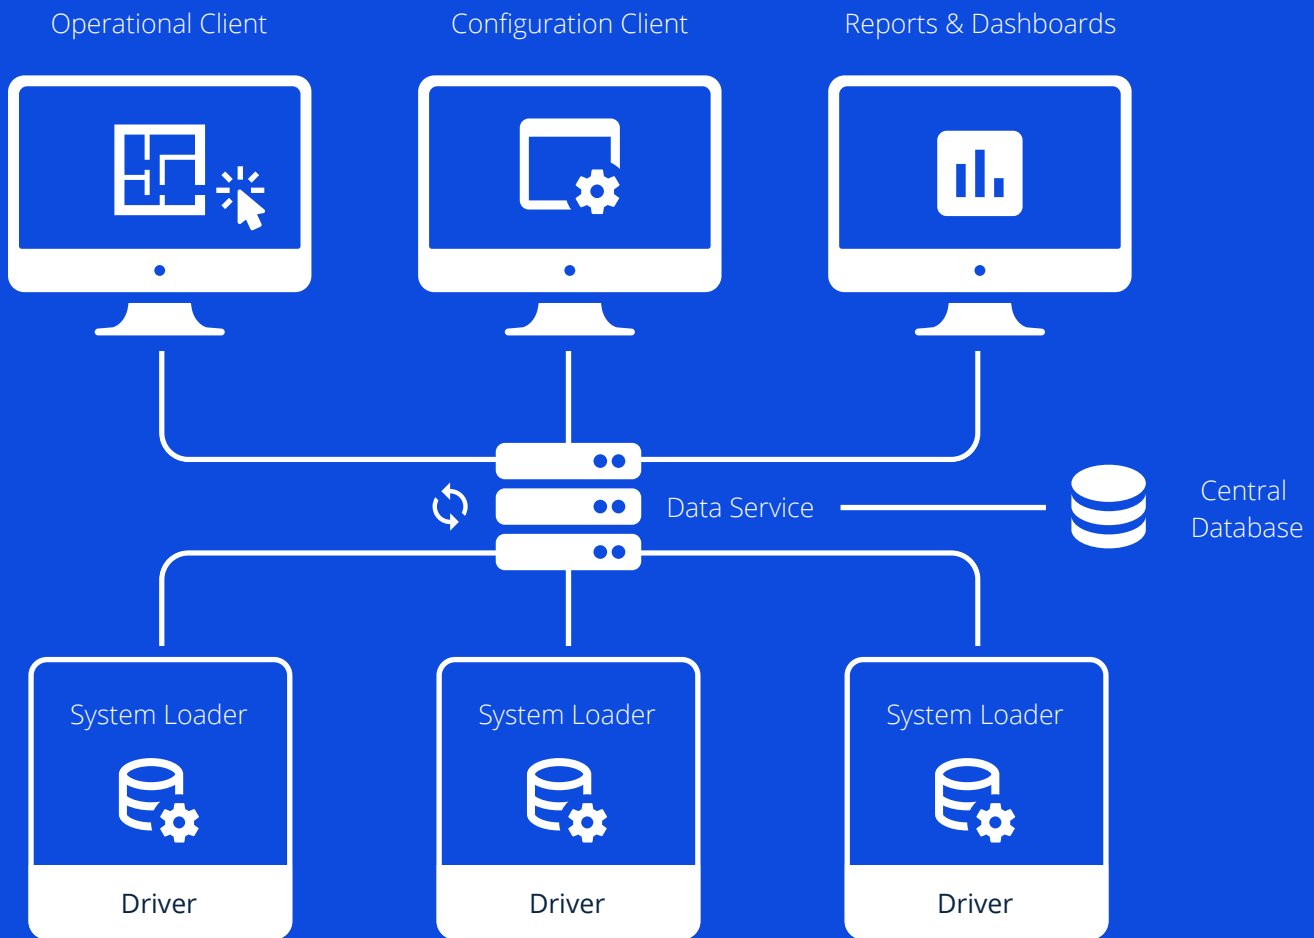 Operational Client
Configuration Client
Reports & Dashboards
Data Service
Central
Database
System Loader
System Loader
System Loader
Driver
Driver
Driver